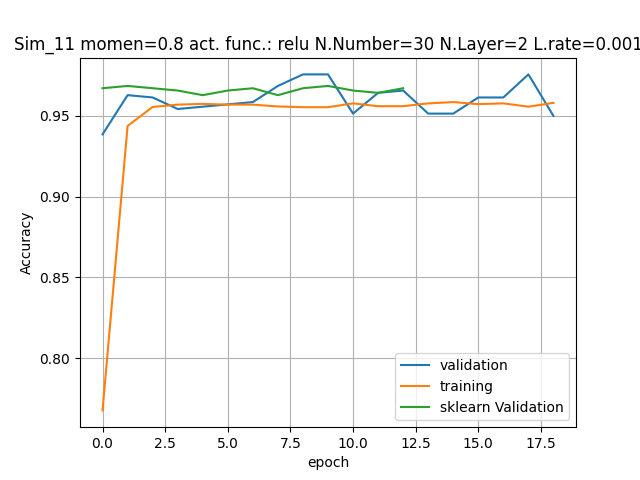 Sim_11 momen=0.8 act. func.: relu N.Number=30 N.Layer=2 L.rate=0.001
Accuracy
0.95
0.90
0.85
0.80
validation
training
sklearn Validation
0.0 2.5 5.0 7.5 10.0 12.5 15.0 17.5
epoch